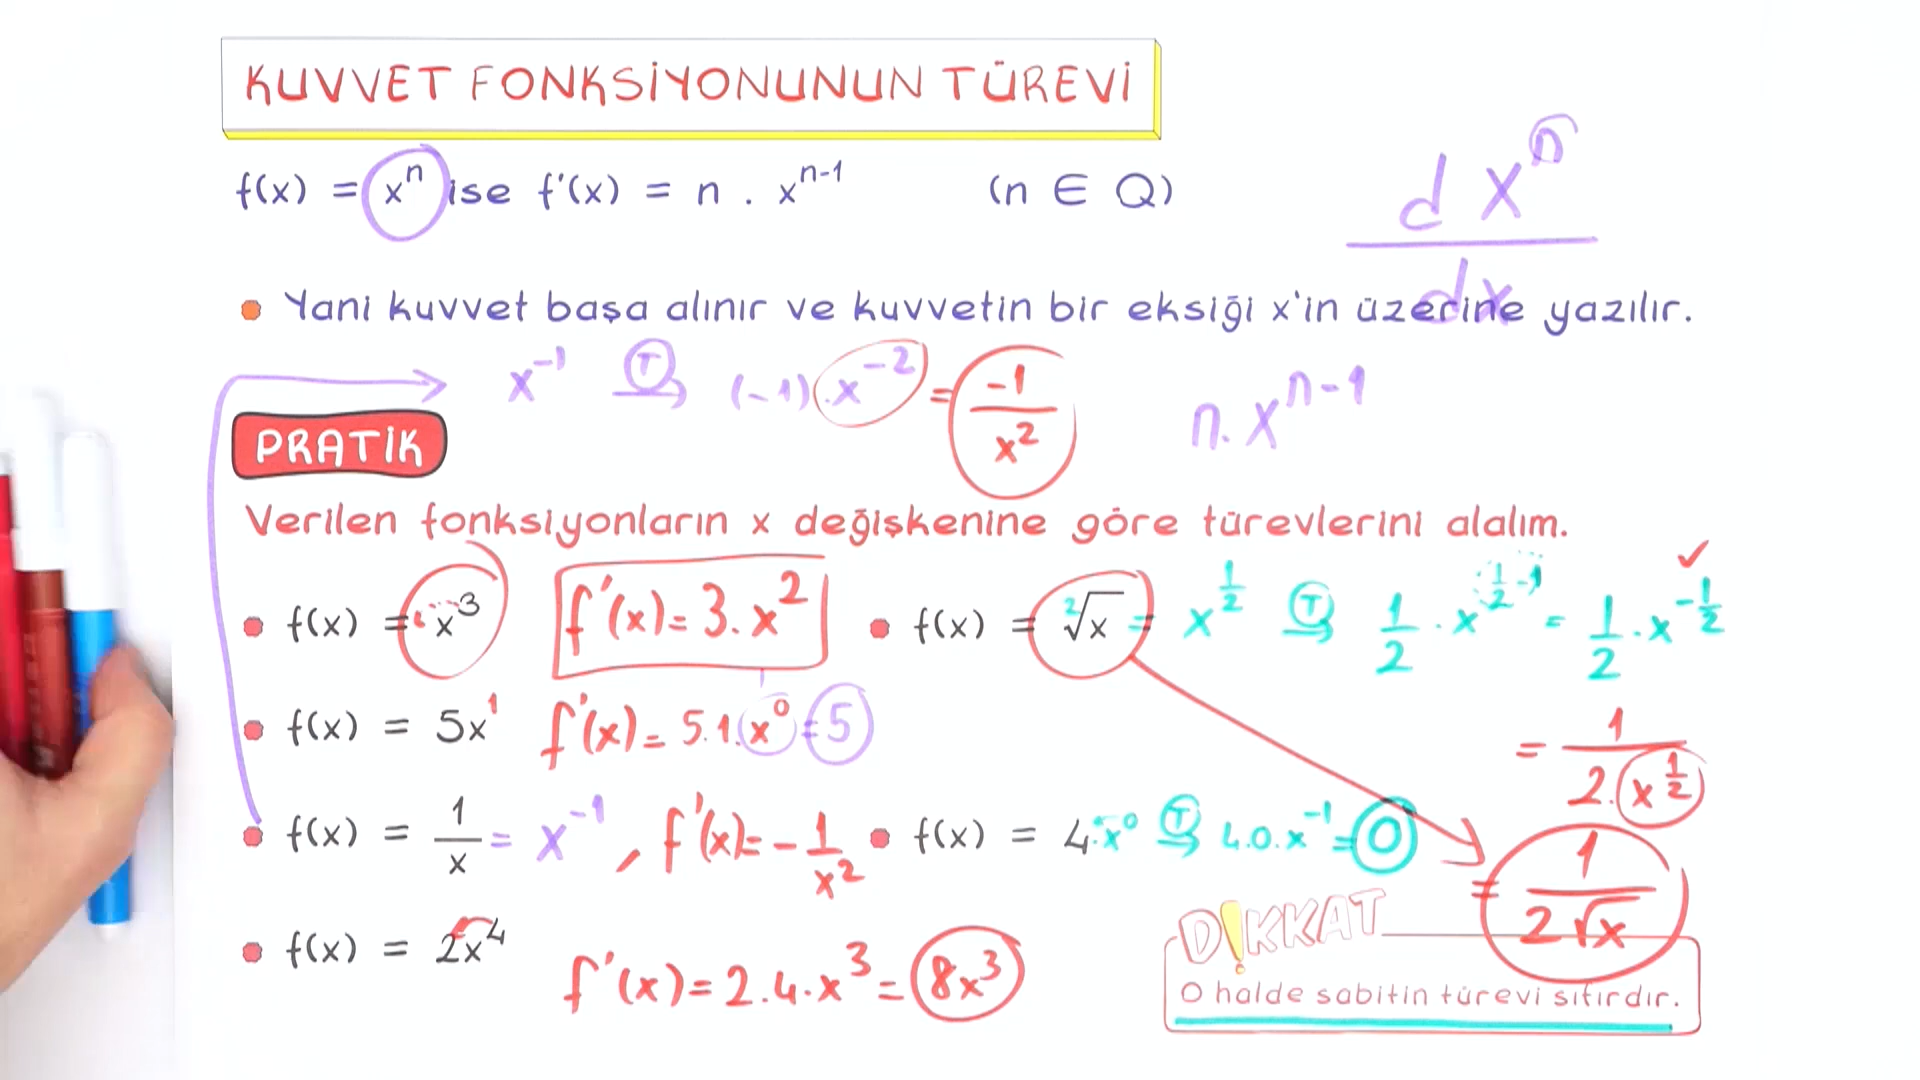 KUVVET FONKSİYONUNUN TÜREVİ
f(x) = xⁿ ise f'(x) = n . xⁿ⁻¹ (n ∈ Q)
d xⁿ
dx
Yani kuvvet başa alınır ve kuvvetin bir eksiği x'in üzerine yazılır.
x⁻¹ T (-1).x⁻² = -1/x²
n.xⁿ⁻¹
PRATİK
Verilen fonksiyonların x değişkenine göre türevlerini alalım.
f(x) = x³ f'(x) = 3.x²
f(x) = ²√x = x^(1/2) T 1/2 . x^(1/2 -1) = 1/2 . x^(-1/2) ✓
= 1/(2.x^(1/2))
= 1/(2√x)
f(x) = 5x¹ f'(x) = 5.1.x⁰ = 5
f(x) = 1/x = x⁻¹, f'(x) = -1/x²
f(x) = 4.x⁰ T 4.0.x⁻¹ = 0
f(x) = 2x⁴ f'(x) = 2.4.x³ = 8x³
DİKKAT
O halde sabitin türevi sıfırdır.